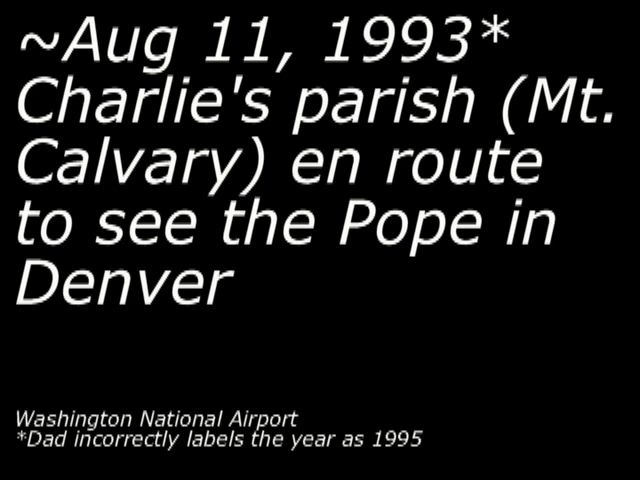 ~Aug 11, 1993*
Charlie's parish (Mt.
Calvary) en route
to see the Pope in
Denver
Washington National Airport
*Dad incorrectly labels the year as 1995